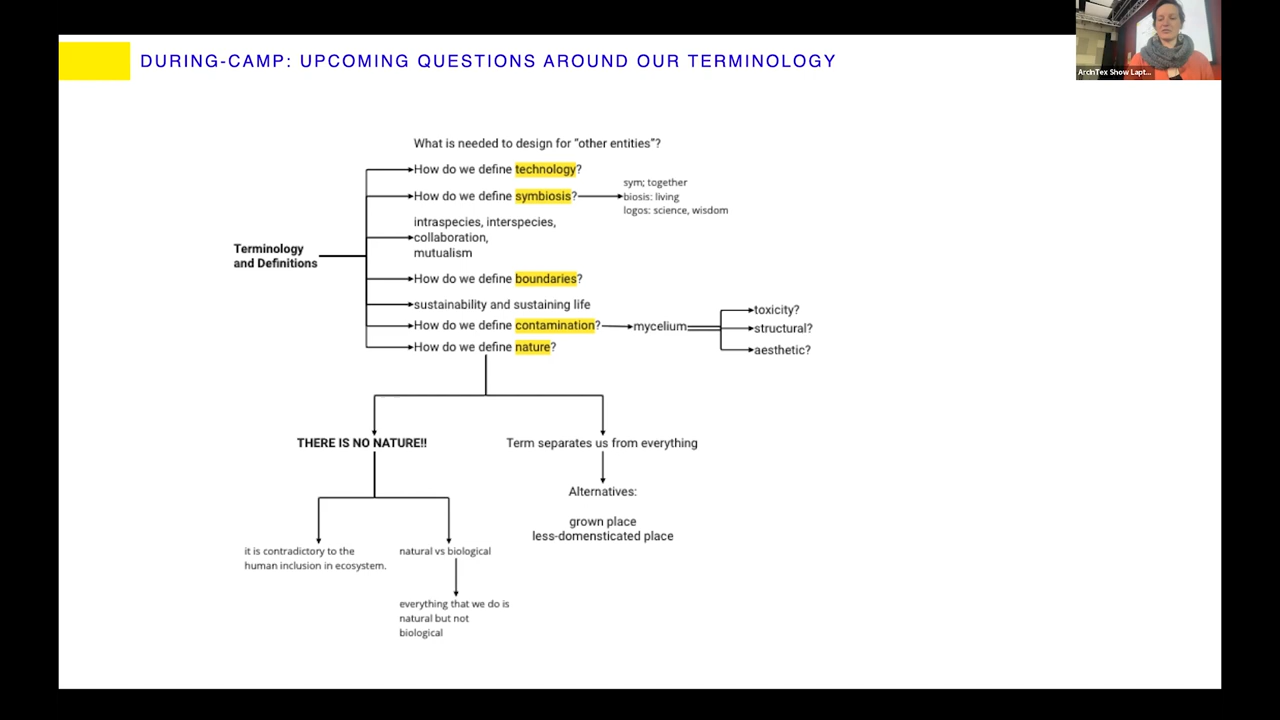 DURING-CAMP: UPCOMING QUESTIONS AROUND OUR TERMINOLOGY
ArchTex Show Lapt...
What is needed to design for “other entities”?
How do we define technology?
How do we define symbiosis?
sym; together
biosis: living
logos: science, wisdom
intraspecies, interspecies,
collaboration,
mutualism
Terminology
and Definitions
How do we define boundaries?
sustainability and sustaining life
How do we define contamination?
mycelium
toxicity?
structural?
aesthetic?
How do we define nature?
THERE IS NO NATURE!!
Term separates us from everything
Alternatives:
grown place
less-domensticated place
it is contradictory to the
human inclusion in ecosystem.
natural vs biological
everything that we do is
natural but not
biological